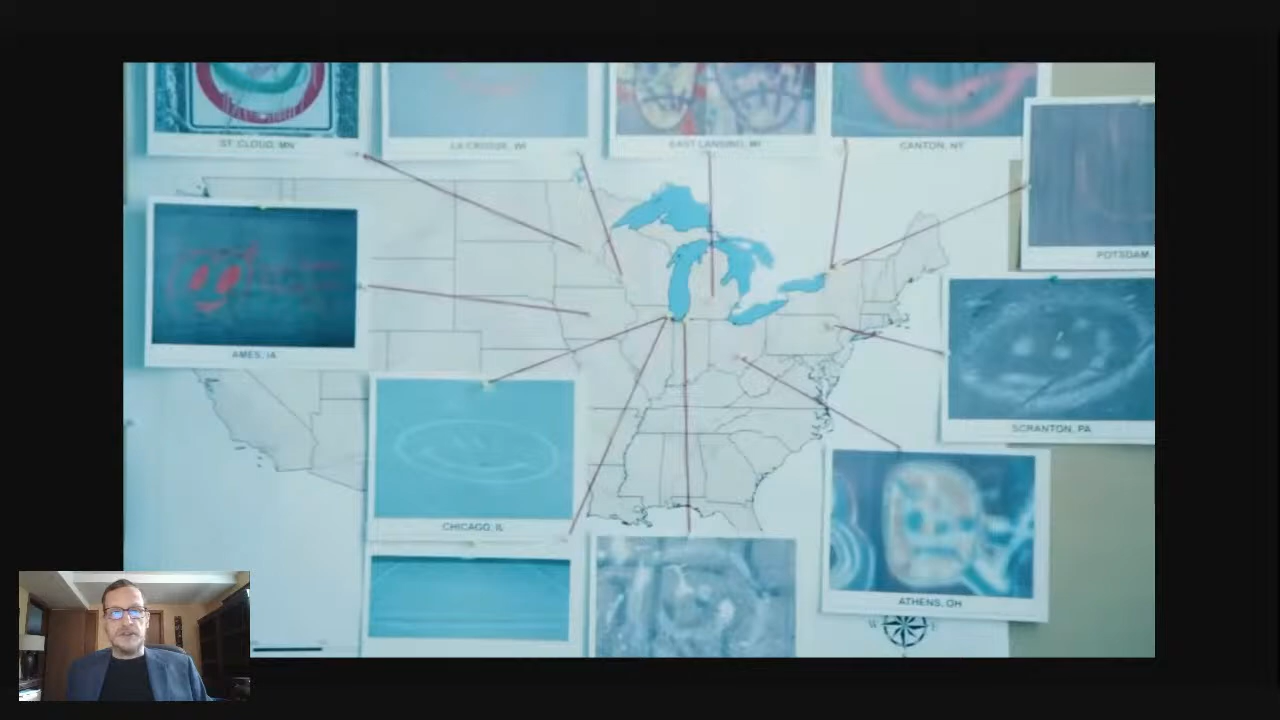 ST. CLOUD, MN
LA CROSSE, WI
EAST LANSING, MI
CANTON, NY
POTSDAM
AMES, IA
SCRANTON, PA
CHICAGO, IL
ATHENS, OH
W
E